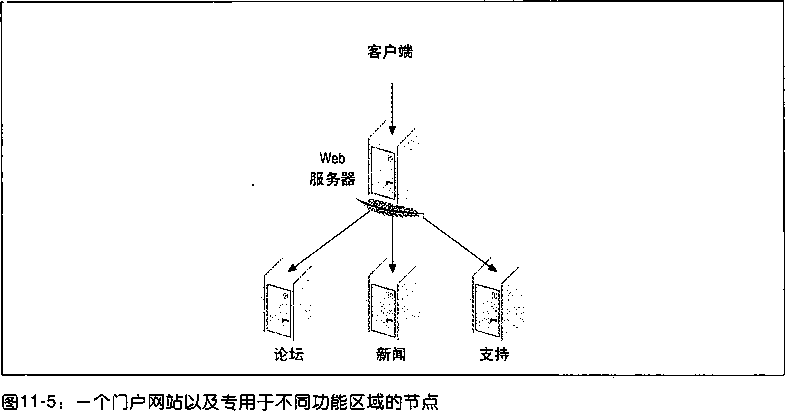 客户端
Web
服务器
论坛
新闻
支持
图11-5：一个门户网站以及专用于不同功能区域的节点